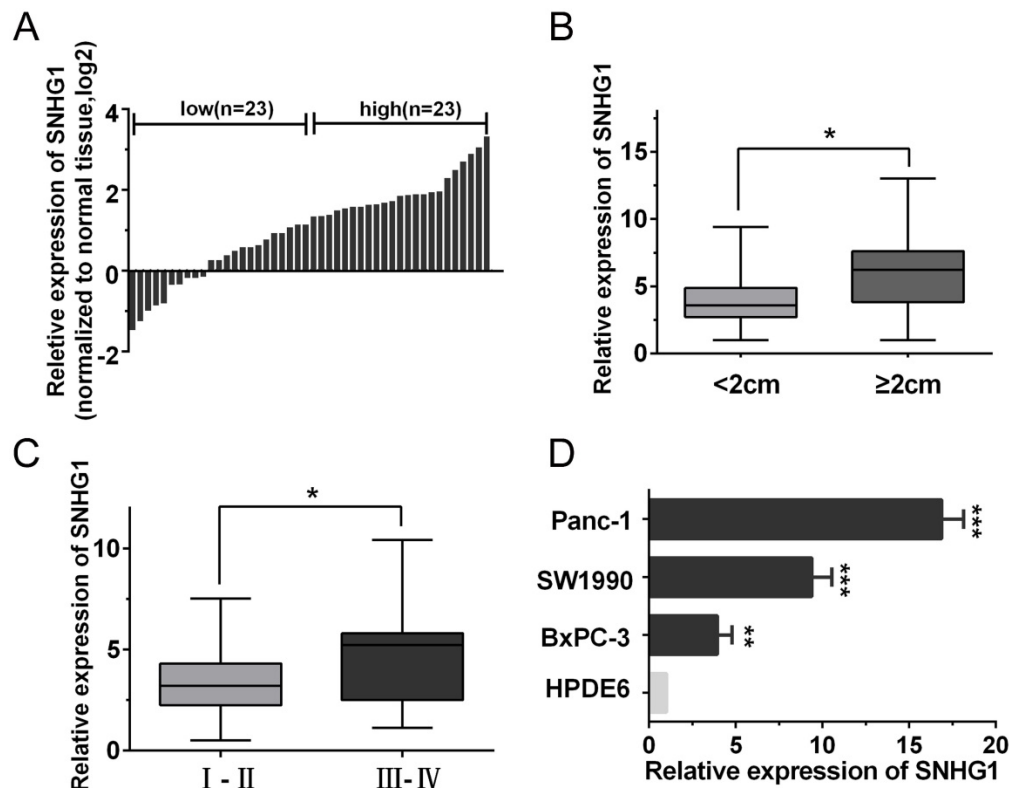 A
Reletive expression of SNHG1
(normalized to normal tissue,log2)
4
2
0
-2
low(n=23)
high(n=23)
B
Relative expression of SNHG1
15
10
5
0
*
<2cm
≥2cm
C
Relative expression of SNHG1
10
5
0
*
I - II
III-IV
D
Panc-1
***
SW1990
***
BxPC-3
**
HPDE6
0 5 10 15 20
Relative expression of SNHG1